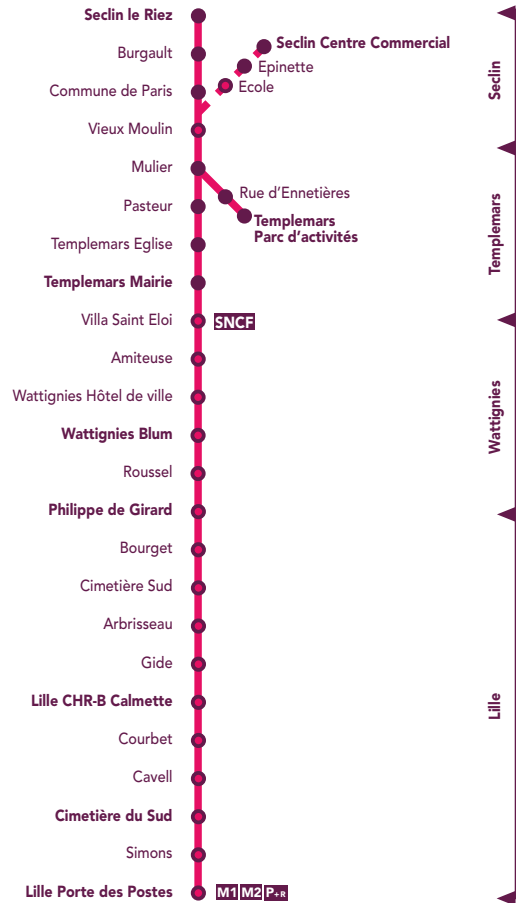 Seclin le Riez
Burgault
Commune de Paris
Vieux Moulin
Seclin Centre Commercial
Epinette
Ecole
Mulier
Pasteur
Templemars Eglise
Templemars Mairie
Rue d'Ennetières
Templemars
Parc d'activités
Villa Saint Eloi
SNCF
Amiteuse
Wattignies Hôtel de ville
Wattignies Blum
Roussel
Philippe de Girard
Bourget
Cimetière Sud
Arbrisseau
Gide
Lille CHR-B Calmette
Courbet
Cavell
Cimetière du Sud
Simons
Lille Porte des Postes
M1 M2 P+R
Seclin
Templemars
Wattignies
Lille